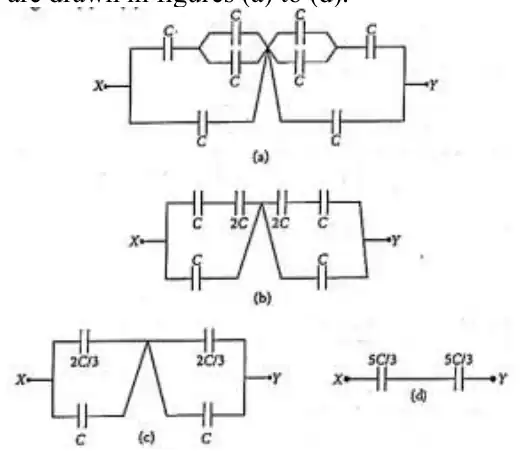 are drawn in figures (a) to (d).
C C C C
X C C Y
C C
(a)
C 2C 2C C
X Y
C C
(b)
2C/3 2C/3
X Y
C (c) C
5C/3 5C/3
X Y
(d)